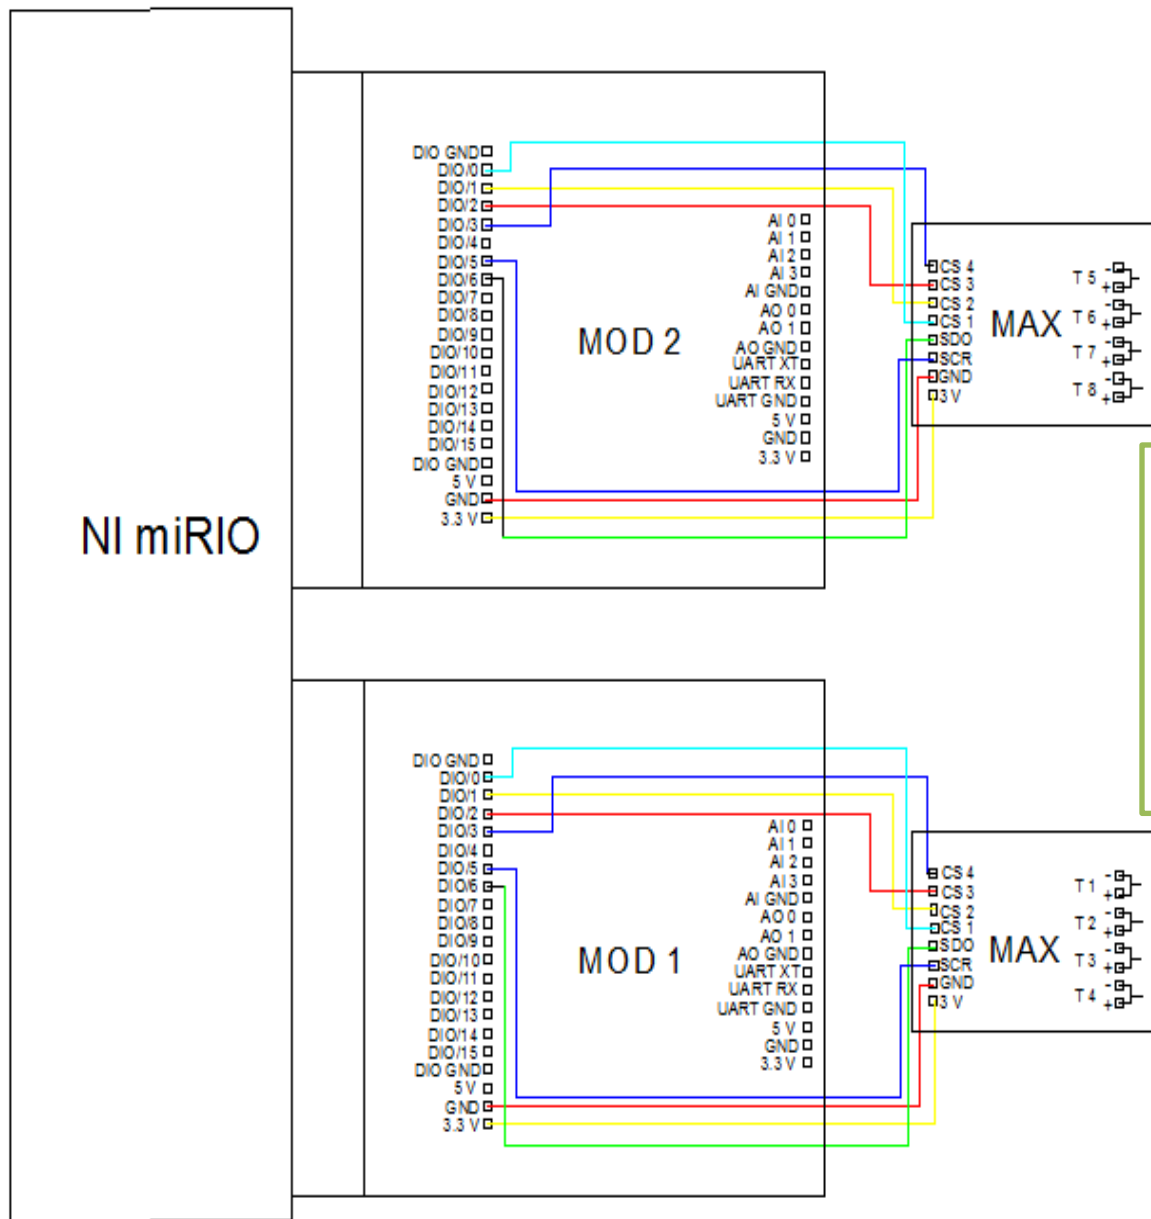 NI miRIO
DIO GND
DIO/0
DIO/1
DIO/2
DIO/3
DIO/4
DIO/5
DIO/6
DIO/7
DIO/8
DIO/9
DIO/10
DIO/11
DIO/12
DIO/13
DIO/14
DIO/15
DIO GND
5 V
GND
3.3 V
MOD 2
AI 0
AI 1
AI 2
AI 3
AI GND
AO 0
AO 1
AO GND
UART XT
UART RX
UART GND
5 V
GND
3.3 V
CS 4
CS 3
CS 2
CS 1
SDO
SCR
GND
3 V
MAX
T 5 - +
T 6 - +
T 7 - +
T 8 - +
DIO GND
DIO/0
DIO/1
DIO/2
DIO/3
DIO/4
DIO/5
DIO/6
DIO/7
DIO/8
DIO/9
DIO/10
DIO/11
DIO/12
DIO/13
DIO/14
DIO/15
DIO GND
5 V
GND
3.3 V
MOD 1
AI 0
AI 1
AI 2
AI 3
AI GND
AO 0
AO 1
AO GND
UART XT
UART RX
UART GND
5 V
GND
3.3 V
CS 4
CS 3
CS 2
CS 1
SDO
SCR
GND
3 V
MAX
T 1 - +
T 2 - +
T 3 - +
T 4 - +